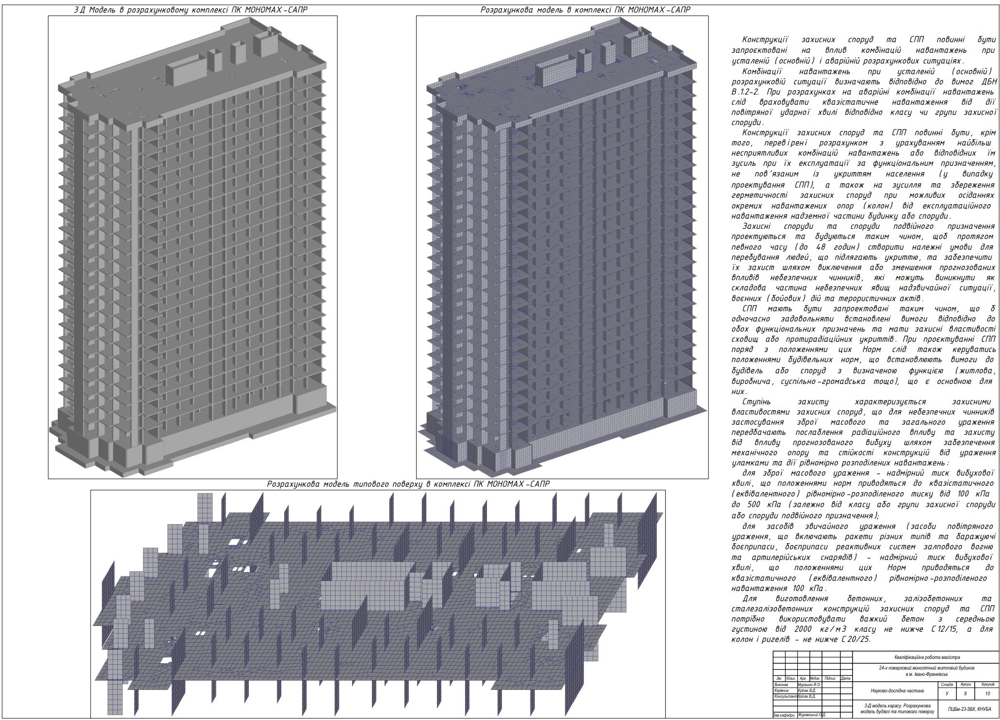 3 Д Модель в розрахунковому комплексі ПК МОНОМАХ-САПР
Розрахункова модель в комплексі ПК МОНОМАХ-САПР
Розрахункова модель типового поверху в комплексі ПК МОНОМАХ-САПР
Конструкції захисних споруд та СПП повинні бути
запроєктовані на вплив комбінацій навантажень при
усталеній (основній) і аварійній розрахункових ситуаціях.
Комбінації навантажень при усталеній (основній)
розрахунковій ситуації визначають відповідно до вимог ДБН
В.1.2-2. При розрахунках на аварійні комбінації навантажень
слід враховувати квазістатичне навантаження від дії
повітряної ударної хвилі відповідно класу чи групи захисної
споруди.
Конструкції захисних споруд та СПП повинні бути, крім
того, перевірені розрахунком з урахуванням найбільш
несприятливих комбінацій навантажень або відповідних їм
зусиль при їх експлуатації за функціональним призначенням,
не пов'язаним із укриттям населення (у випадку
проектування СПП), а також на зусилля та збереження
герметичності захисних споруд при можливих осіданнях
окремих навантажених опор (колон) від експлуатаційного
навантаження надземної частини будинку або споруди.
Захисні споруди та споруди подвійного призначення
проектуються та будуються таким чином, щоб протягом
певного часу (до 48 годин) створити належні умови для
перебування людей, що підлягають укриттю, та забезпечити
їх захист шляхом виключення або зменшення прогнозованих
впливів небезпечних чинників, які можуть виникнути як
складова частина небезпечних явищ надзвичайної ситуації,
воєнних (бойових) дій та терористичних актів.
СПП мають бути запроектовані таким чином, що б
одночасно задовольняти встановлені вимоги відповідно до
обох функціональних призначень та мати захисні властивості
сховищ або протирадіаційних укриттів. При проєктуванні СПП
поряд з положеннями цих Норм слід також керуватись
положеннями будівельних норм, що встановлюють вимоги до
будівель або споруд з визначеною функцією (житлова,
виробнича, суспільно-громадська тощо), що є основною для
них.
Ступінь захисту характеризується захисними
властивостями захисних споруд, що для небезпечних чинників
застосування зброї масового та загального ураження
передбачають послаблення радіаційного впливу та захисту
від впливу прогнозованого вибуху шляхом забезпечення
механічного опору та стійкості конструкцій від ураження
уламками та дії рівномірно розподілених навантажень:
для зброї масового ураження - надмірний тиск вибухової
хвилі, що положеннями норм приводяться до квазістатичного
(еквівалентного) рівномірно-розподіленого тиску від 100 кПа
до 500 кПа (залежно від класу або групи захисної споруди
або споруди подвійного призначення);
для засобів звичайного ураження (засоби повітряного
ураження, що включають ракети різних типів та баражуючі
боєприпаси, боєприпаси реактивних систем залпового вогню
та артилерійських снарядів) - надмірний тиск вибухової
хвилі, що положеннями цих Норм приводяться до
квазістатичного (еквівалентного) рівномірно-розподіленого
навантаження 100 кПа.
Для виготовлення бетонних, залізобетонних та
сталезалізобетонних конструкцій захисних споруд та СПП
потрібно використовувати важкий бетон з середньою
густиною від 2000 кг/м3 класу не нижче С12/15, а для
колон і ригелів - не нижче С20/25.
Кваліфікаційна робота магістра
24-х поверховий монолітний житловий будинок
в м. Івано-Франківськ
Зм. Кільк. Арк. №док. Підпис Дата
Виконав Мурашко Я.О.
Керівник Кріпак В.Д.
Консультант Кріпак В.Д.
Зав.кафедри Журавський О.Д.
Науково-дослідна частина
Стадія Аркуш Аркушів
У 8 10
3-Д модель карасу. Розрахункова
модель будівлі та типового поверху
ПЦБм-23-ЗБК, КНУБА